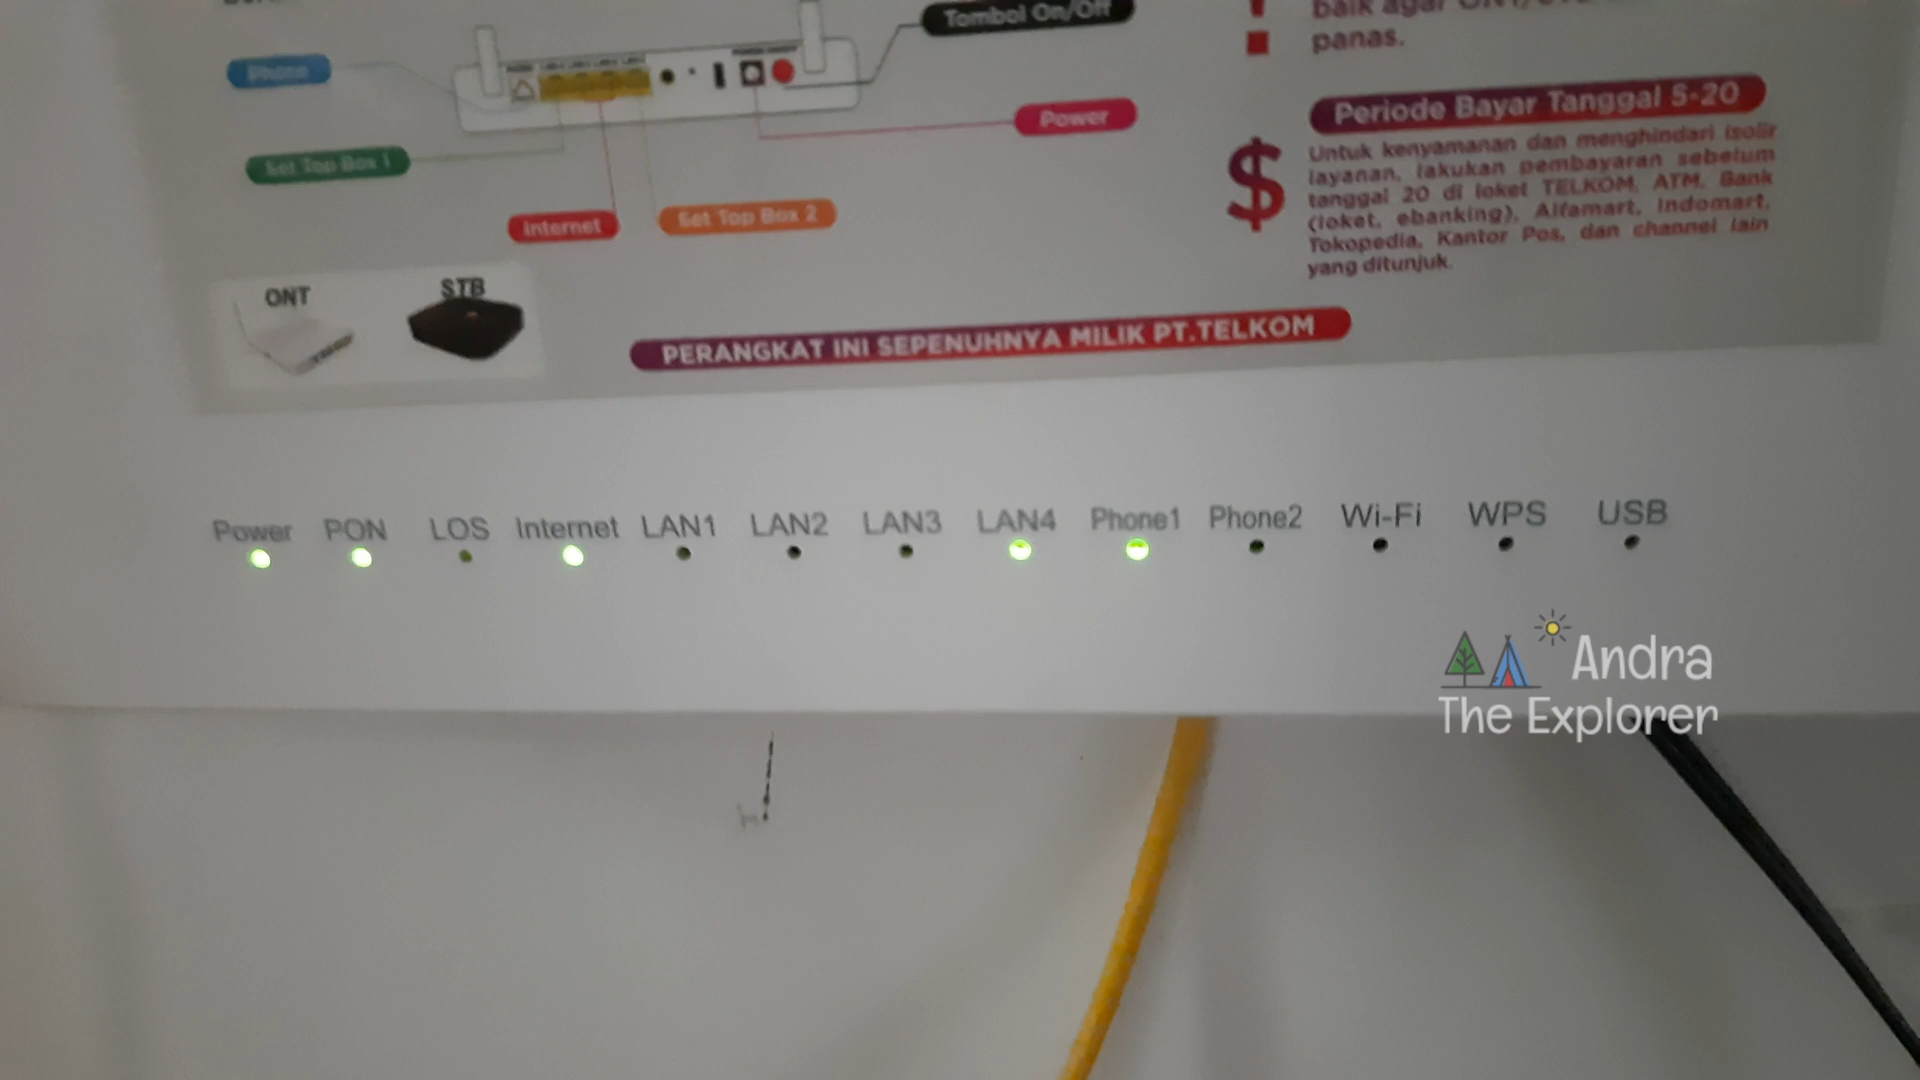 Tombol On/Off
baik agar
panas.
Phone
Power
Periode Bayar Tanggal 5-20
Untuk kenyamanan dan menghindari isolir
layanan, lakukan pembayaran sebelum
tanggal 20 di loket TELKOM, ATM, Bank
(loket, ebanking), Alfamart, Indomart,
Tokopedia, Kantor Pos, dan channel lain
yang ditunjuk.
$
Set Top Box 1
Internet
Set Top Box 2
ONT
STB
PERANGKAT INI SEPENUHNYA MILIK PT.TELKOM
Power PON LOS Internet LAN1 LAN2 LAN3 LAN4 Phone1 Phone2 Wi-Fi WPS USB
Andra
The Explorer